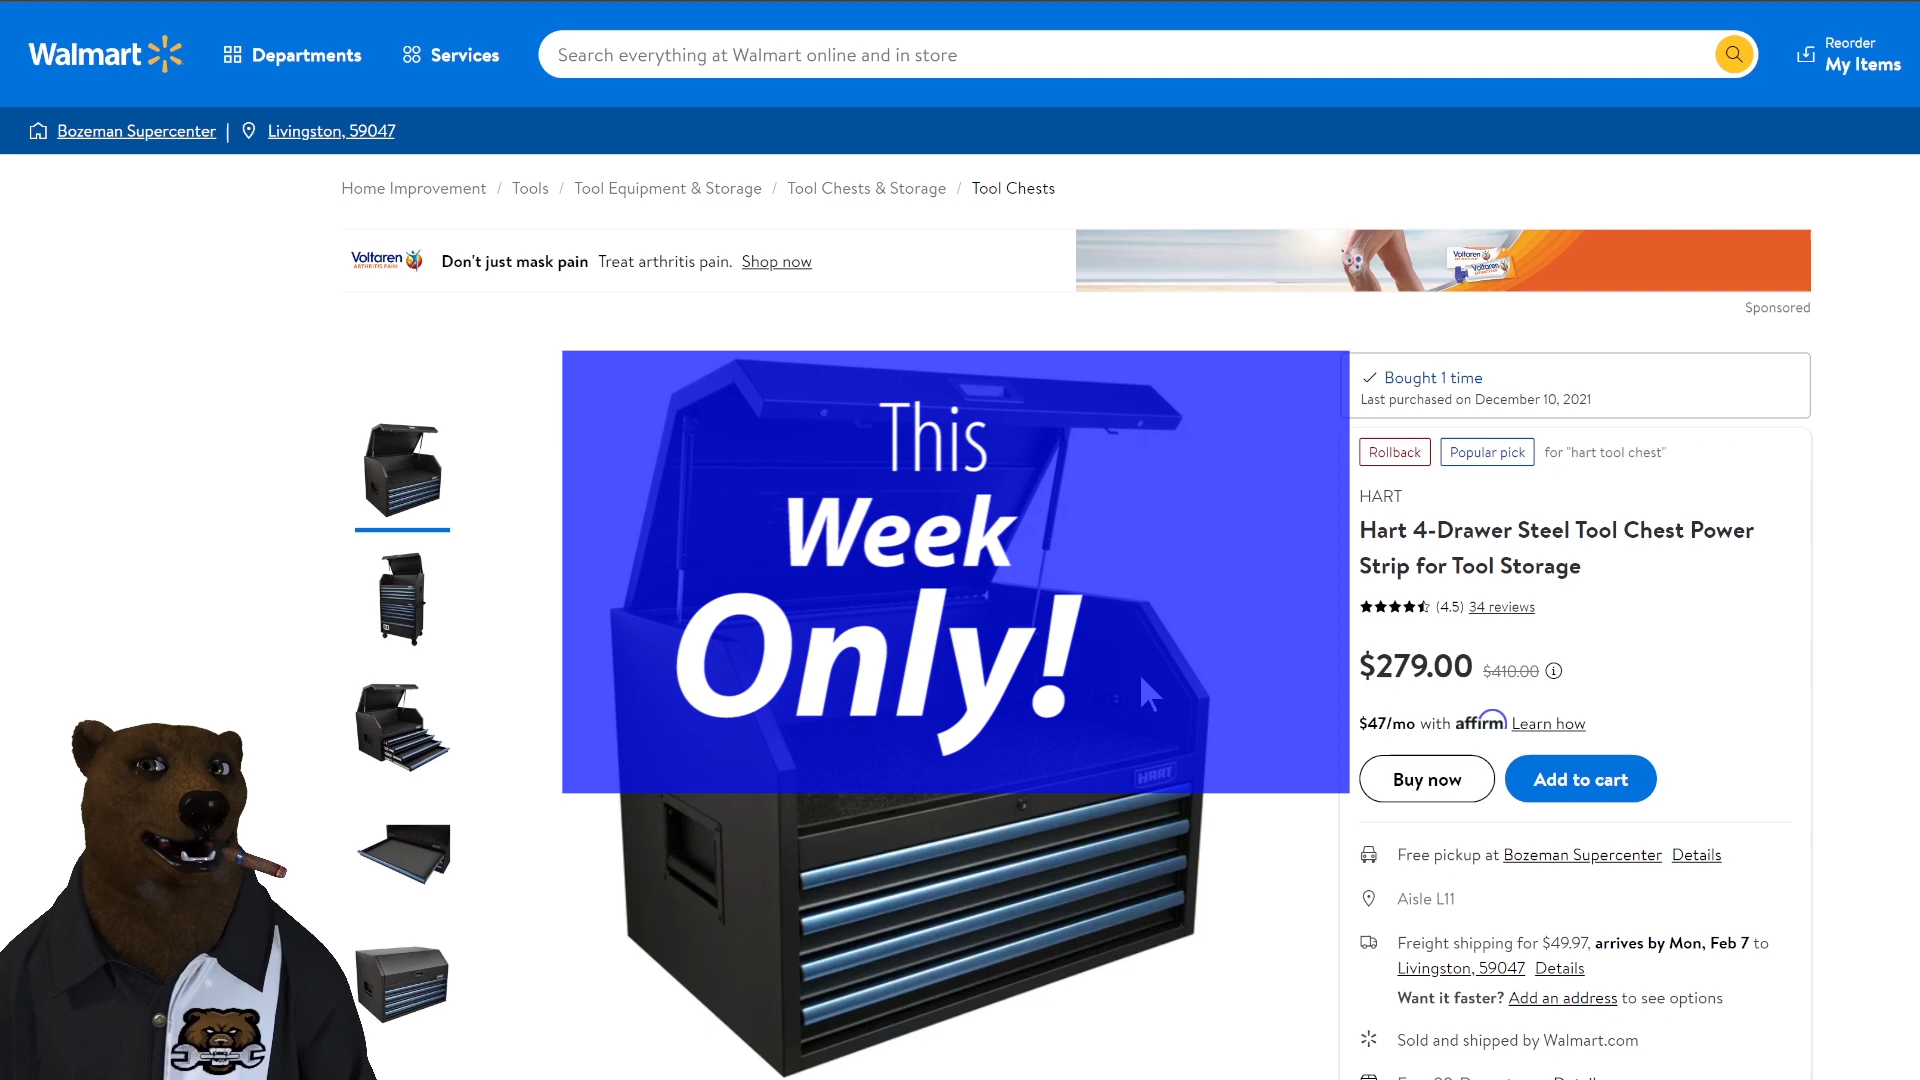 Walmart
Departments
Services
Search everything at Walmart online and in store
Reorder
My Items
Bozeman Supercenter | Livingston, 59047
Home Improvement / Tools / Tool Equipment & Storage / Tool Chests & Storage / Tool Chests
Voltaren
ARTHRITIS PAIN
Don't just mask pain Treat arthritis pain. Shop now
Voltaren
Voltaren
Sponsored
This
Week
Only!
HART
Bought 1 time
Last purchased on December 10, 2021
Rollback Popular pick for "hart tool chest"
HART
Hart 4-Drawer Steel Tool Chest Power
Strip for Tool Storage
(4.5) 34 reviews
$279.00 $410.00
$47/mo with affirm Learn how
Buy now Add to cart
Free pickup at Bozeman Supercenter Details
Aisle L11
Freight shipping for $49.97, arrives by Mon, Feb 7 to
Livingston, 59047 Details
Want it faster? Add an address to see options
Sold and shipped by Walmart.com